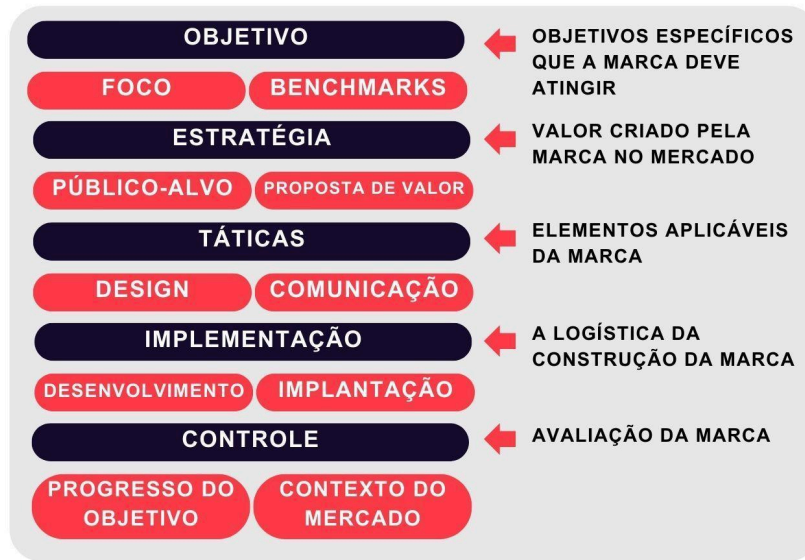 OBJETIVO
FOCO
BENCHMARKS
OBJETIVOS ESPECÍFICOS
QUE A MARCA DEVE
ATINGIR
ESTRATÉGIA
PÚBLICO-ALVO
PROPOSTA DE VALOR
VALOR CRIADO PELA
MARCA NO MERCADO
TÁTICAS
DESIGN
COMUNICAÇÃO
ELEMENTOS APLICÁVEIS
DA MARCA
IMPLEMENTAÇÃO
DESENVOLVIMENTO
IMPLANTAÇÃO
A LOGÍSTICA DA
CONSTRUÇÃO DA MARCA
CONTROLE
PROGRESSO DO
OBJETIVO
CONTEXTO DO
MERCADO
AVALIAÇÃO DA MARCA